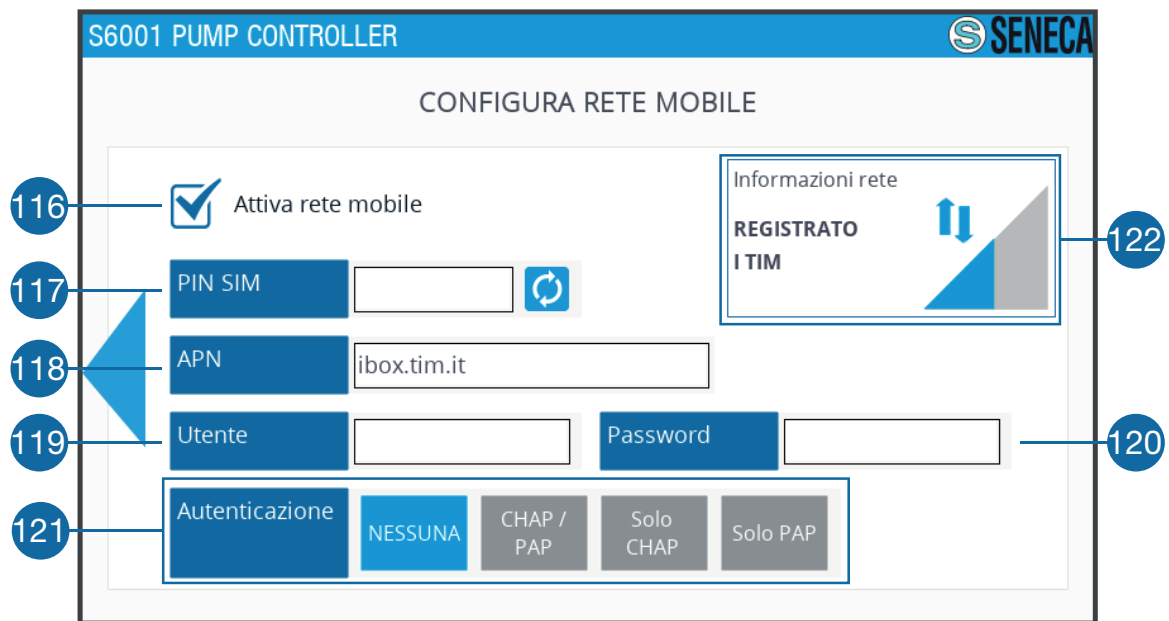 S6001 PUMP CONTROLLER
S SENECA
CONFIGURA RETE MOBILE
116
Attiva rete mobile
Informazioni rete
REGISTRATO
I TIM
122
117
PIN SIM
118
APN
ibox.tim.it
119
Utente
Password
120
121
Autenticazione
NESSUNA
CHAP /
PAP
Solo
CHAP
Solo PAP